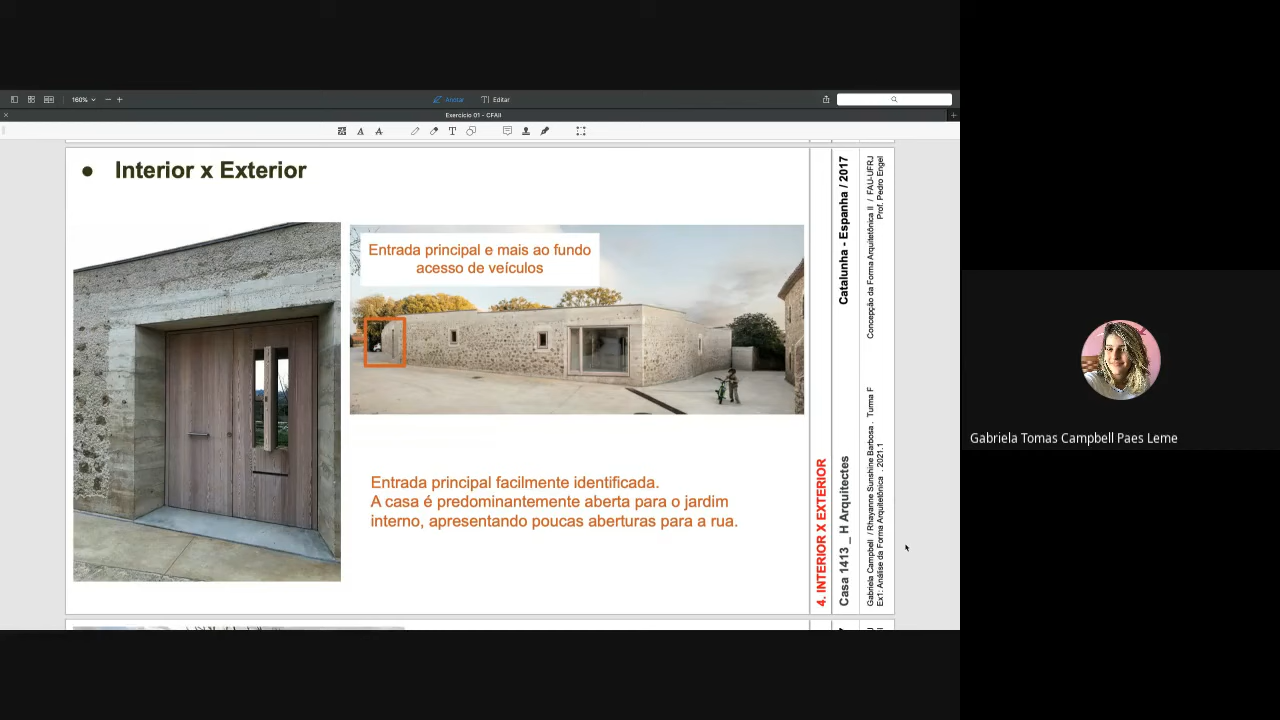 160%
Anotar
Editar
Exercício 01 - CFAII
Interior x Exterior
Entrada principal e mais ao fundo
acesso de veículos
Entrada principal facilmente identificada.
A casa é predominantemente aberta para o jardim
interno, apresentando poucas aberturas para a rua.
4. INTERIOR X EXTERIOR
Casa 1413 _ H Arquitectes
Catalunha - Espanha / 2017
Gabriela Campbell / Rhayanne Sunshine Barbosa . Turma F
Ex1: Análise da Forma Arquitetônica . 2021.1
Concepção da Forma Arquitetônica II / FAU-UFRJ
Prof. Pedro Engel
Gabriela Tomas Campbell Paes Leme